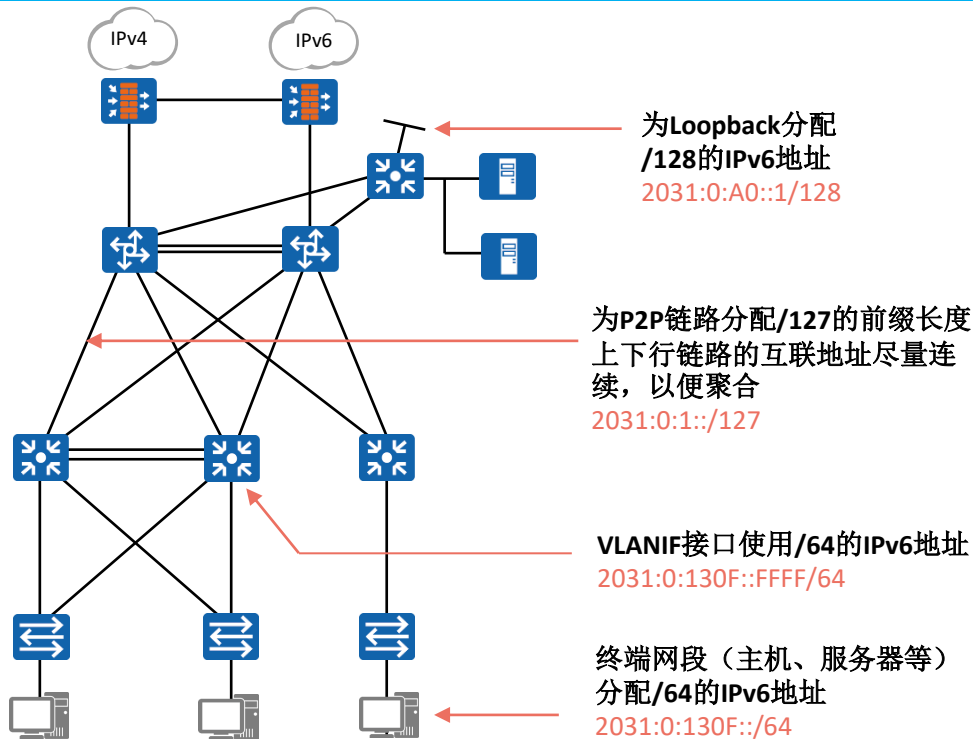 IPv4
IPv6
为Loopback分配
/128的IPv6地址
2031:0:A0::1/128
为P2P链路分配/127的前缀长度
上下行链路的互联地址尽量连
续，以便聚合
2031:0:1::/127
VLANIF接口使用/64的IPv6地址
2031:0:130F::FFFF/64
终端网段（主机、服务器等）
分配/64的IPv6地址
2031:0:130F::/64